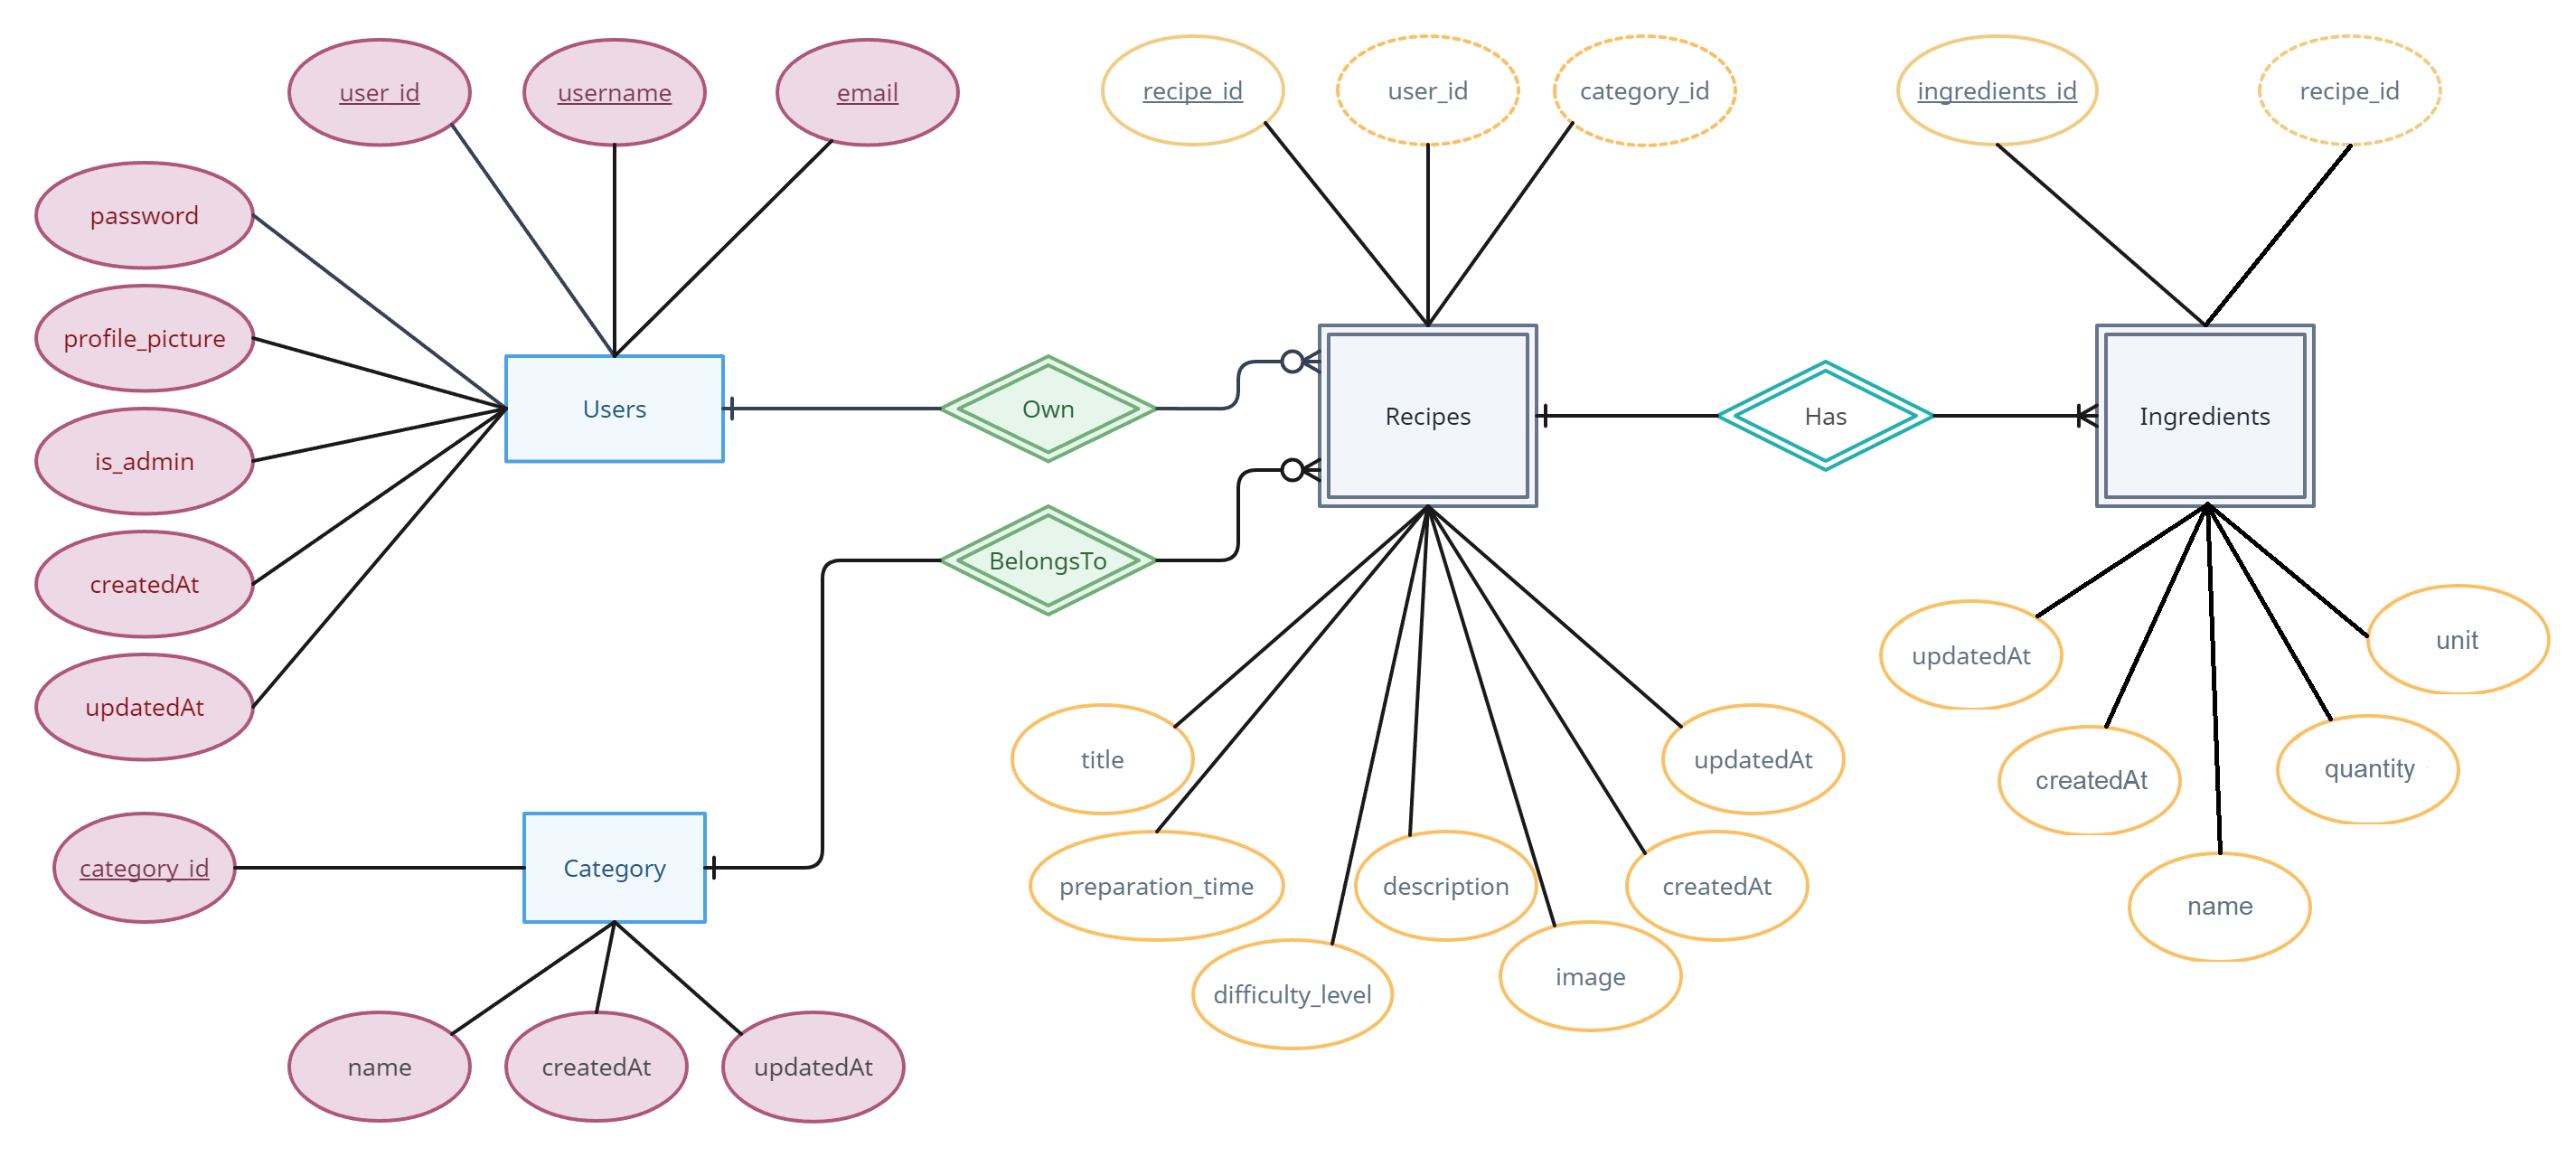 user_id
username
email
recipe_id
user_id
category_id
ingredients_id
recipe_id
password
profile_picture
is_admin
createdAt
updatedAt
Users
Own
Recipes
Has
Ingredients
BelongsTo
category_id
Category
name
createdAt
updatedAt
title
preparation_time
difficulty_level
description
image
createdAt
updatedAt
updatedAt
createdAt
name
quantity
unit